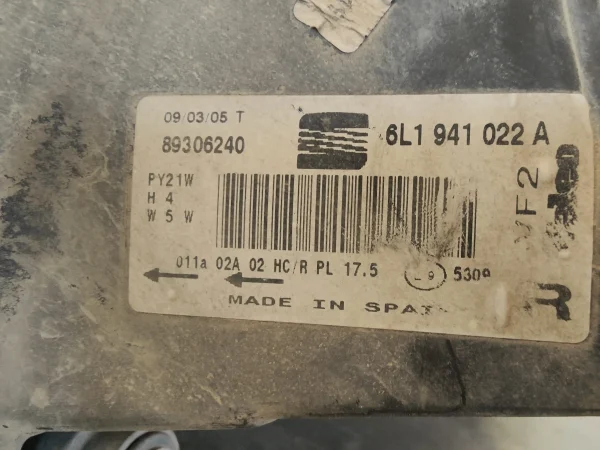 09/03/05 T
89306240
6L1 941 022 A
PY21W
H 4
W 5 W
011a 02A 02 HC/R PL 17.5
5309
MADE IN
F2
R